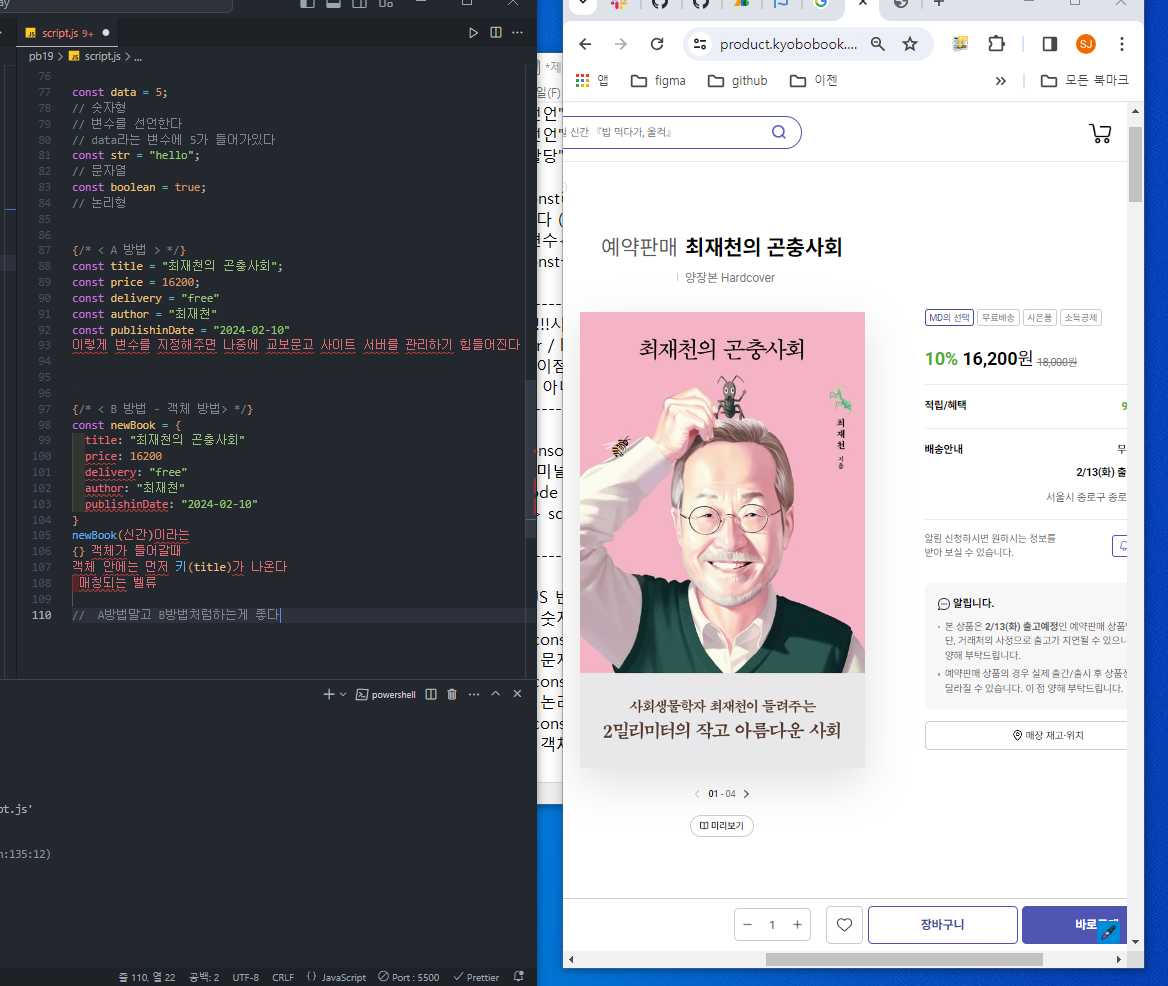 script.js 9+
pb19 > script.js > ...
76
77 const data = 5;
78 // 숫자형
79 // 변수를 선언한다
80 // data라는 변수에 5가 들어가있다
81 const str = "hello";
82 // 문자열
83 const boolean = true;
84 // 논리형
85
86
87 {/* < A 방법 > */}
88 const title = "최재천의 곤충사회";
89 const price = 16200;
90 const delivery = "free"
91 const author = "최재천"
92 const publishinDate = "2024-02-10"
93 이렇게 변수를 지정해주면 나중에 교보문고 사이트 서버를 관리하기 힘들어진다
94
95
96
97 {/* < B 방법 - 객체 방법> */}
98 const newBook = {
99 title: "최재천의 곤충사회"
100 price: 16200
101 delivery: "free"
102 author: "최재천"
103 publishinDate: "2024-02-10"
104 }
105 newBook(신간)이라는
106 {} 객체가 들어갈때
107 객체 안에는 먼저 키(title)가 나온다
108 매칭되는 벨류
109
110 // A방법말고 B방법처럼하는게 좋다
powershell
pt.js'
n:135:12)
줄 110, 열 22 공백: 2 UTF-8 CRLF {} JavaScript Port : 5500 Prettier
product.kyobobook....
SJ
앱 figma github 이젠 » 모든 북마크
신간 『밥 먹다가, 울컥』
예약판매 최재천의 곤충사회
양장본 Hardcover
최재천의 곤충사회
최재천 지음
사회생물학자 최재천이 들려주는
2밀리미터의 작고 아름다운 사회
01 - 04
미리보기
MD의 선택 무료배송 사은품 소득공제
10% 16,200원 18,000원
적립/혜택 9
배송안내 무
2/13(화) 출
서울시 종로구 종로
알림 신청하시면 원하시는 정보를
받아 보실 수 있습니다.
알립니다.
본 상품은 2/13(화) 출고예정인 예약판매 상품
단, 거래처의 사정으로 출고가 지연될 수 있으니
양해 부탁드립니다.
예약판매 상품의 경우 실제 출간/출시 후 상품정
달라질 수 있습니다. 이 점 양해 부탁드립니다.
매장 재고·위치
1
장바구니
바로